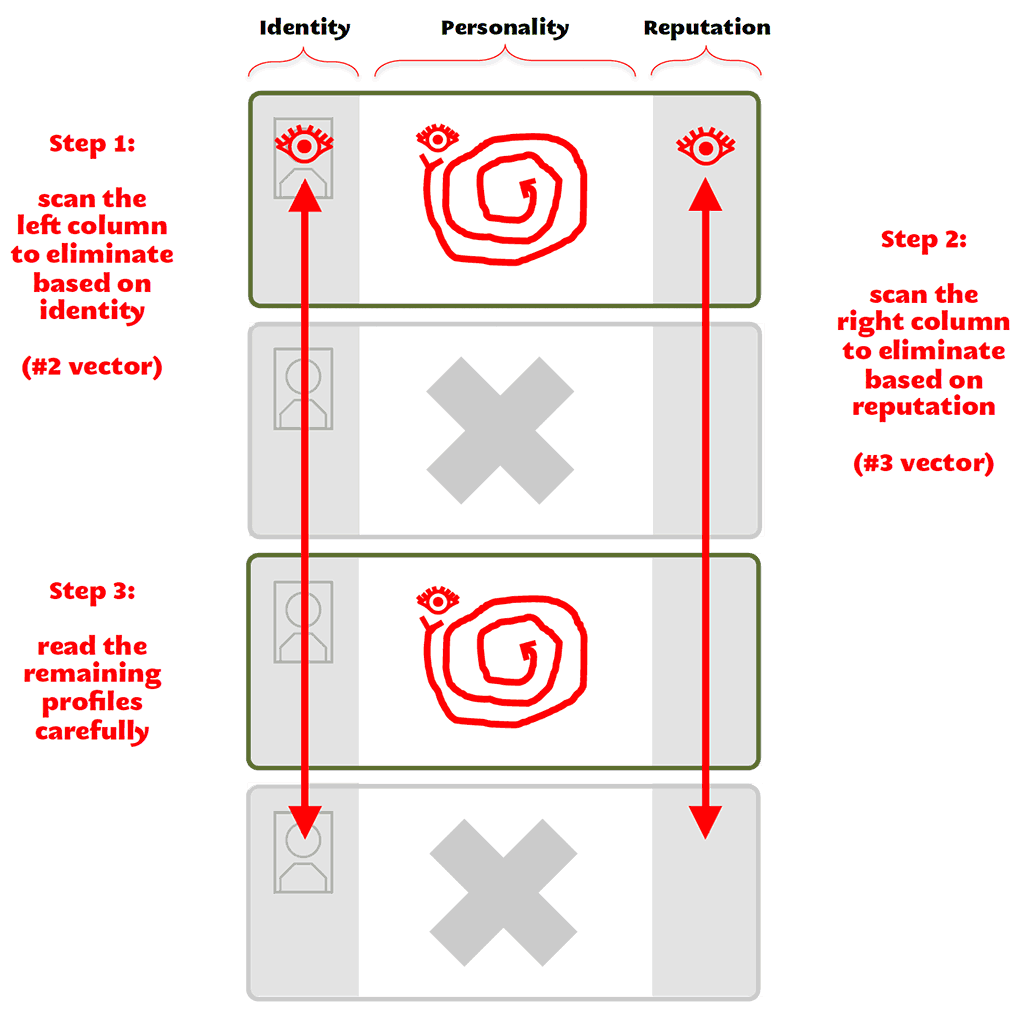 Identity
Personality
Reputation
Step 1:
scan the
left column
to eliminate
based on
identity
(#2 vector)
Step 2:
scan the
right column
to eliminate
based on
reputation
(#3 vector)
Step 3:
read the
remaining
profiles
carefully